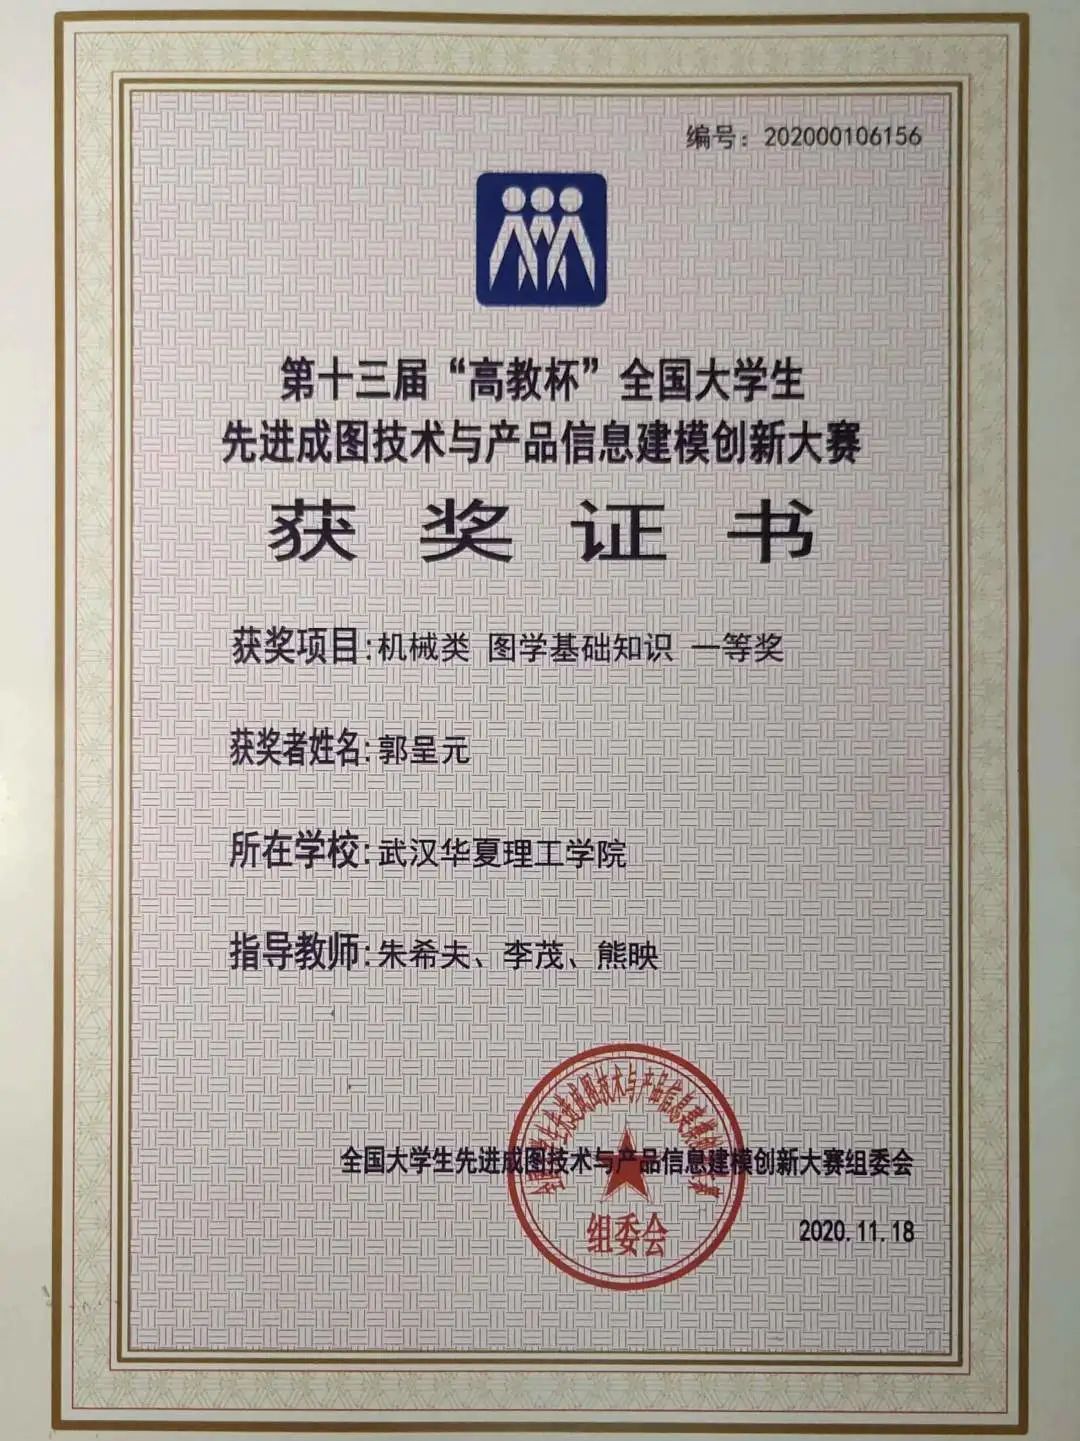 编号：202000106156
第十三届“高教杯”全国大学生
先进成图技术与产品信息建模创新大赛
获奖证书
获奖项目:机械类 图学基础知识 一等奖
获奖者姓名:郭呈元
所在学校:武汉华夏理工学院
指导教师:朱希夫、李茂、熊映
全国大学生先进成图技术与产品信息建模创新大赛组委会
组委会
2020.11.18